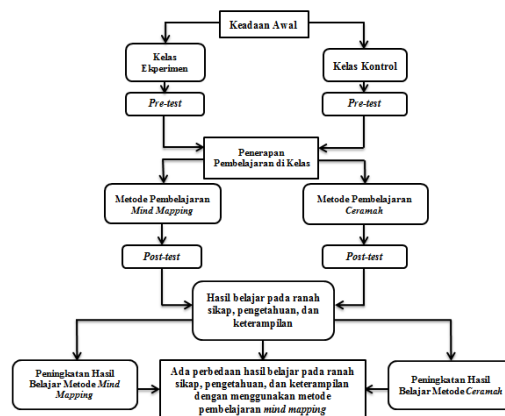 Keadaan Awal
Kelas
Ekperimen
Kelas Kontrol
Pre-test
Pre-test
Penerapan
Pembelajaran di Kelas
Metode Pembelajaran
Mind Mapping
Metode Pembelajaran
Ceramah
Post-test
Post-test
Hasil belajar pada ranah
sikap, pengetahuan, dan
keterampilan
Peningkatan Hasil
Belajar Metode Mind
Mapping
Ada perbedaan hasil belajar pada ranah
sikap, pengetahuan, dan keterampilan
dengan menggunakan metode
pembelajaran mind mapping
Peningkatan Hasil
Belajar Metode Ceramah